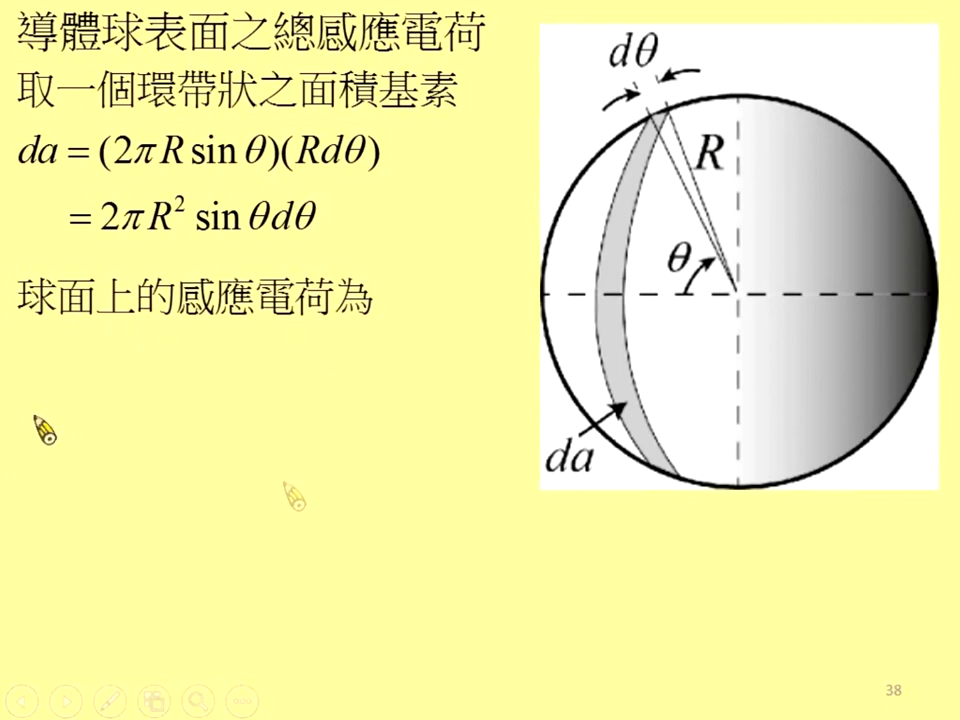 導體球表面之總感應電荷
取一個環帶狀之面積基素
da = (2πR sin θ)(Rdθ)
= 2πR² sin θdθ
球面上的感應電荷為
dθ
R
θ
da
38